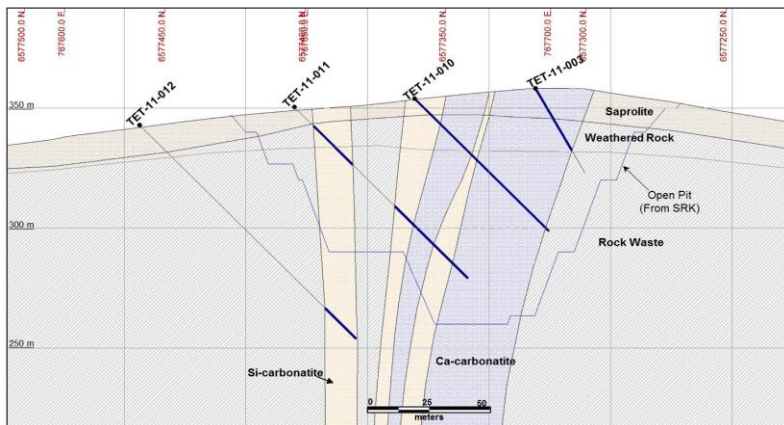 6577500.0 N
767600.0 E
6577450.0 N
6577400.0 N
6577350.0 N
767700.0 E
6577300.0 N
6577250.0 N
TET-11-012
TET-11-011
TET-11-010
TET-11-003
350 m
Saprolite
Weathered Rock
Open Pit
(From SRK)
300 m
Rock Waste
250 m
Ca-carbonatite
Si-carbonatite
0 25 50
meters